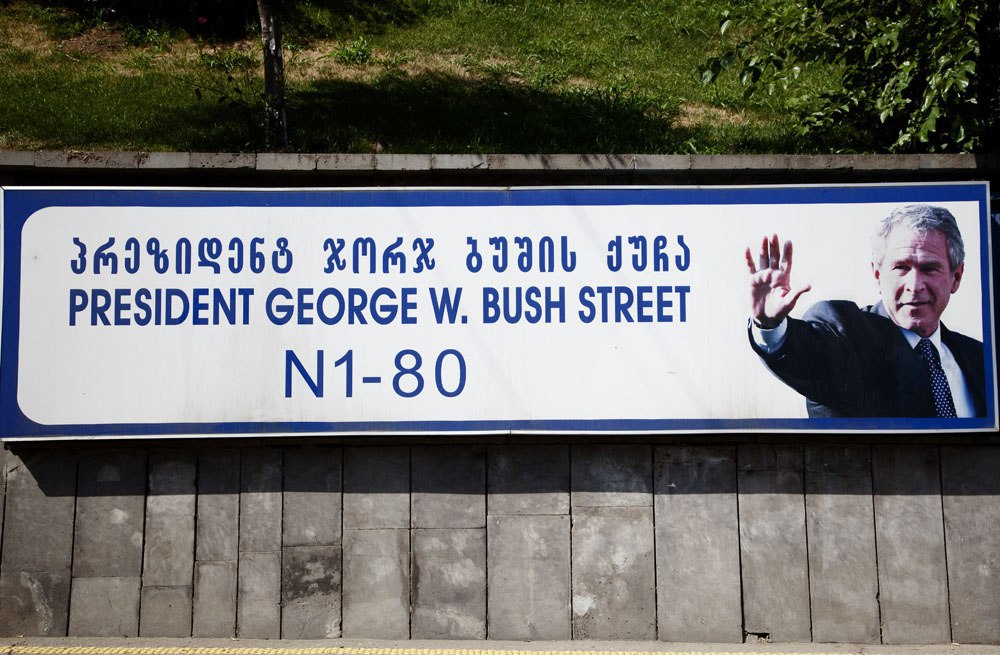 პრეზიდენტ ჯორჯ ბუშის ქუჩა
PRESIDENT GEORGE W. BUSH STREET
N1-80